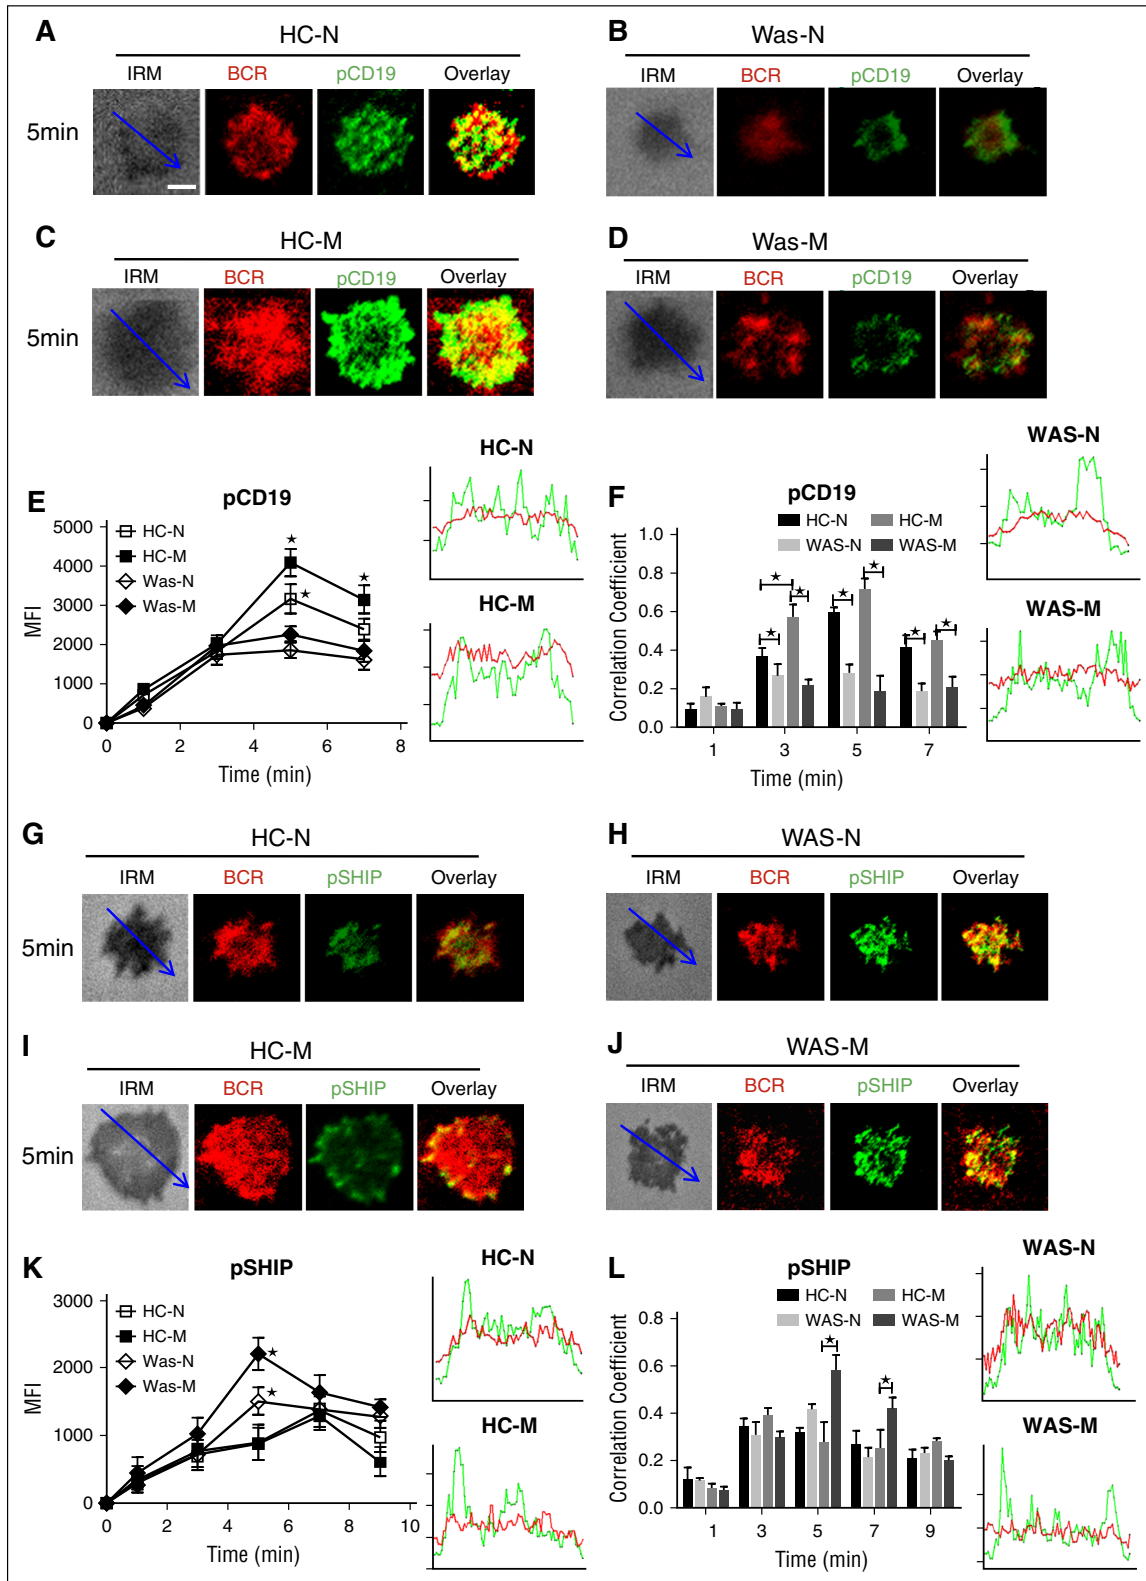 A HC-N
IRM BCR pCD19 Overlay
5min
B Was-N
IRM BCR pCD19 Overlay
C HC-M
IRM BCR pCD19 Overlay
5min
D Was-M
IRM BCR pCD19 Overlay
E pCD19
HC-N
HC-M
Was-N
Was-M
MFI
5000
4000
3000
2000
1000
0
0 2 4 6 8
Time (min)
HC-N
HC-M
F pCD19
HC-N HC-M
WAS-N WAS-M
Correlation Coefficient
1.0
0.8
0.6
0.4
0.2
0.0
1 3 5 7
Time (min)
WAS-N
WAS-M
G HC-N
IRM BCR pSHIP Overlay
5min
H WAS-N
IRM BCR pSHIP Overlay
I HC-M
IRM BCR pSHIP Overlay
5min
J WAS-M
IRM BCR pSHIP Overlay
K pSHIP
HC-N
HC-M
Was-N
Was-M
MFI
3000
2000
1000
0
0 2 4 6 8 10
Time (min)
HC-N
HC-M
L pSHIP
HC-N HC-M
WAS-N WAS-M
Correlation Coefficient
0.8
0.6
0.4
0.2
0.0
1 3 5 7 9
Time (min)
WAS-N
WAS-M